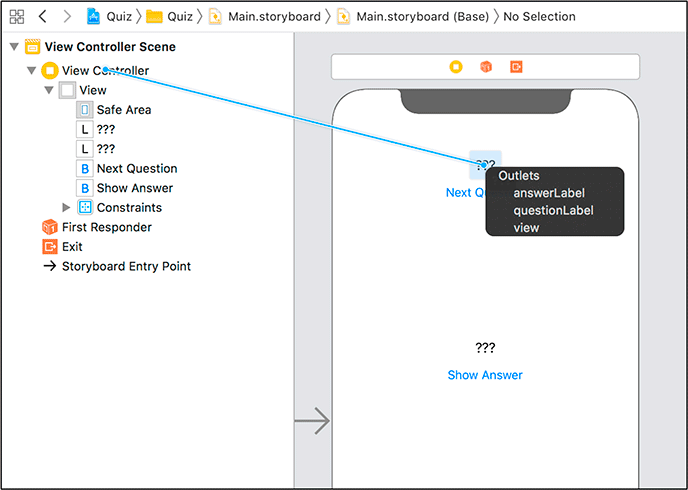 Quiz Quiz Main.storyboard Main.storyboard (Base) No Selection
View Controller Scene
View Controller
View
Safe Area
L ???
L ???
B Next Question
B Show Answer
Constraints
First Responder
Exit
Storyboard Entry Point
???
Next Qu
Outlets
answerLabel
questionLabel
view
???
Show Answer